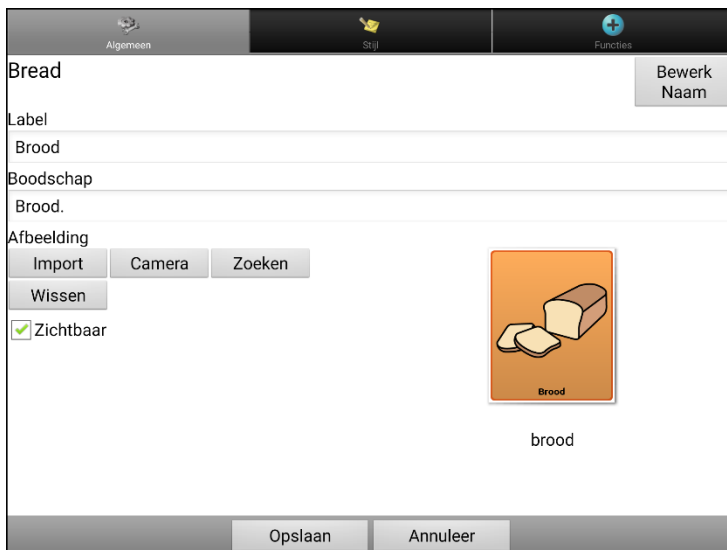 Algemeen
Stijl
Functies
Bread
Bewerk
Naam
Label
Brood
Boodschap
Brood.
Afbeelding
Import
Camera
Zoeken
Wissen
Zichtbaar
Brood
brood
Opslaan
Annuleer